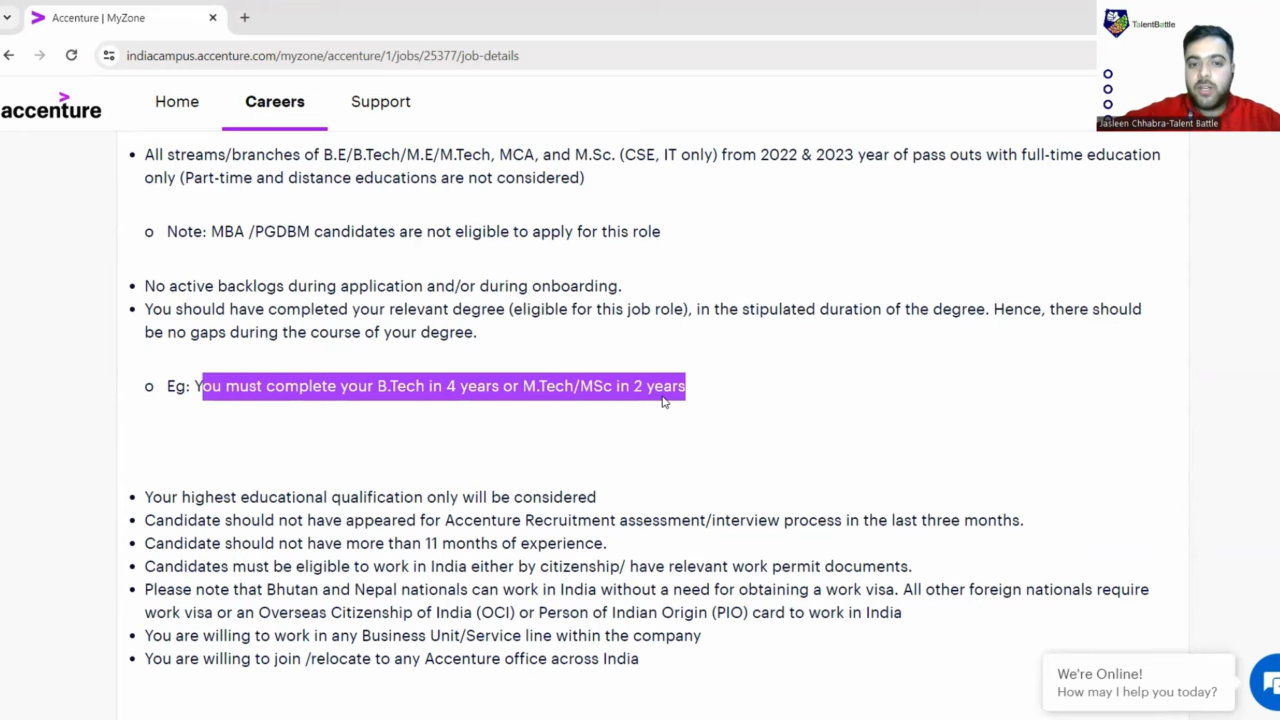 Accenture | MyZone
TalentBattle
indiacampus.accenture.com/myzone/accenture/1/jobs/25377/job-details
accenture
Home
Careers
Support
Jasleen Chhabra-Talent Battle
• All streams/branches of B.E/B.Tech/M.E/M.Tech, MCA, and M.Sc. (CSE, IT only) from 2022 & 2023 year of pass outs with full-time education
only (Part-time and distance educations are not considered)
o Note: MBA /PGDBM candidates are not eligible to apply for this role
• No active backlogs during application and/or during onboarding.
• You should have completed your relevant degree (eligible for this job role), in the stipulated duration of the degree. Hence, there should
be no gaps during the course of your degree.
o Eg: You must complete your B.Tech in 4 years or M.Tech/MSc in 2 years
• Your highest educational qualification only will be considered
• Candidate should not have appeared for Accenture Recruitment assessment/interview process in the last three months.
• Candidate should not have more than 11 months of experience.
• Candidates must be eligible to work in India either by citizenship/ have relevant work permit documents.
• Please note that Bhutan and Nepal nationals can work in India without a need for obtaining a work visa. All other foreign nationals require
work visa or an Overseas Citizenship of India (OCI) or Person of Indian Origin (PIO) card to work in India
• You are willing to work in any Business Unit/Service line within the company
• You are willing to join /relocate to any Accenture office across India
We're Online!
How may I help you today?